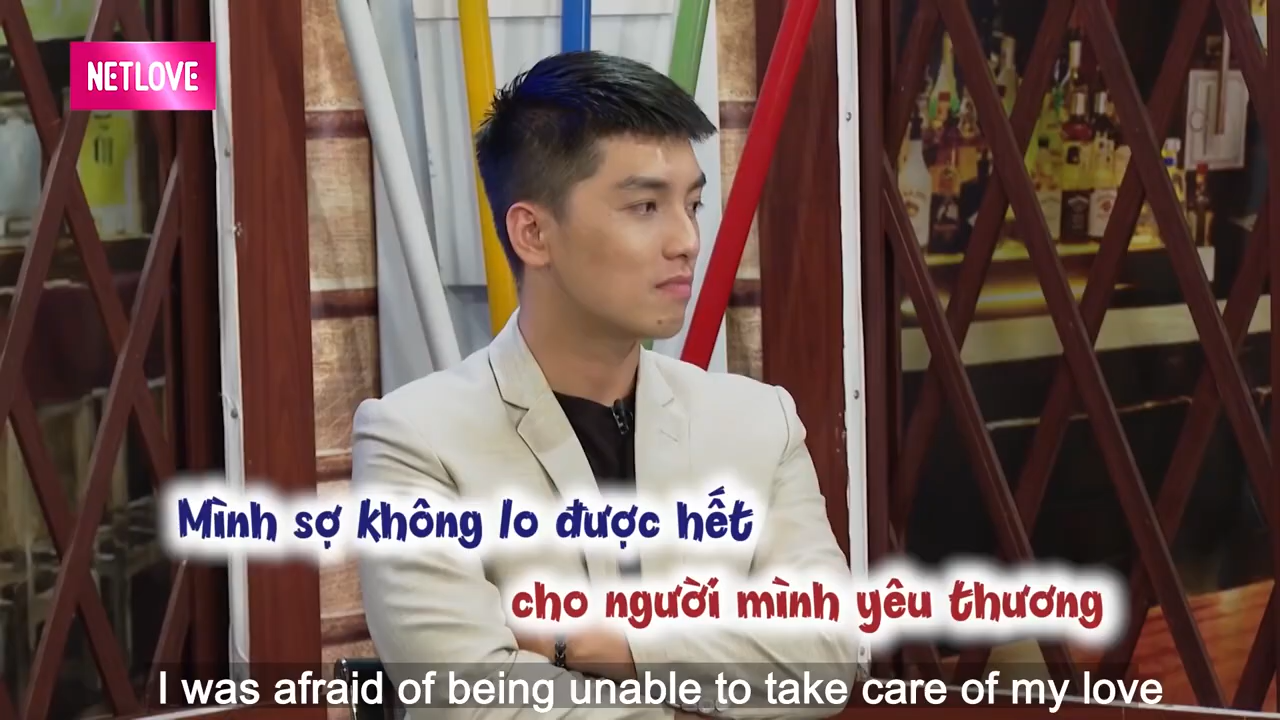 NETLOVE
Mình sợ không lo được hết
cho người mình yêu thương
I was afraid of being unable to take care of my love